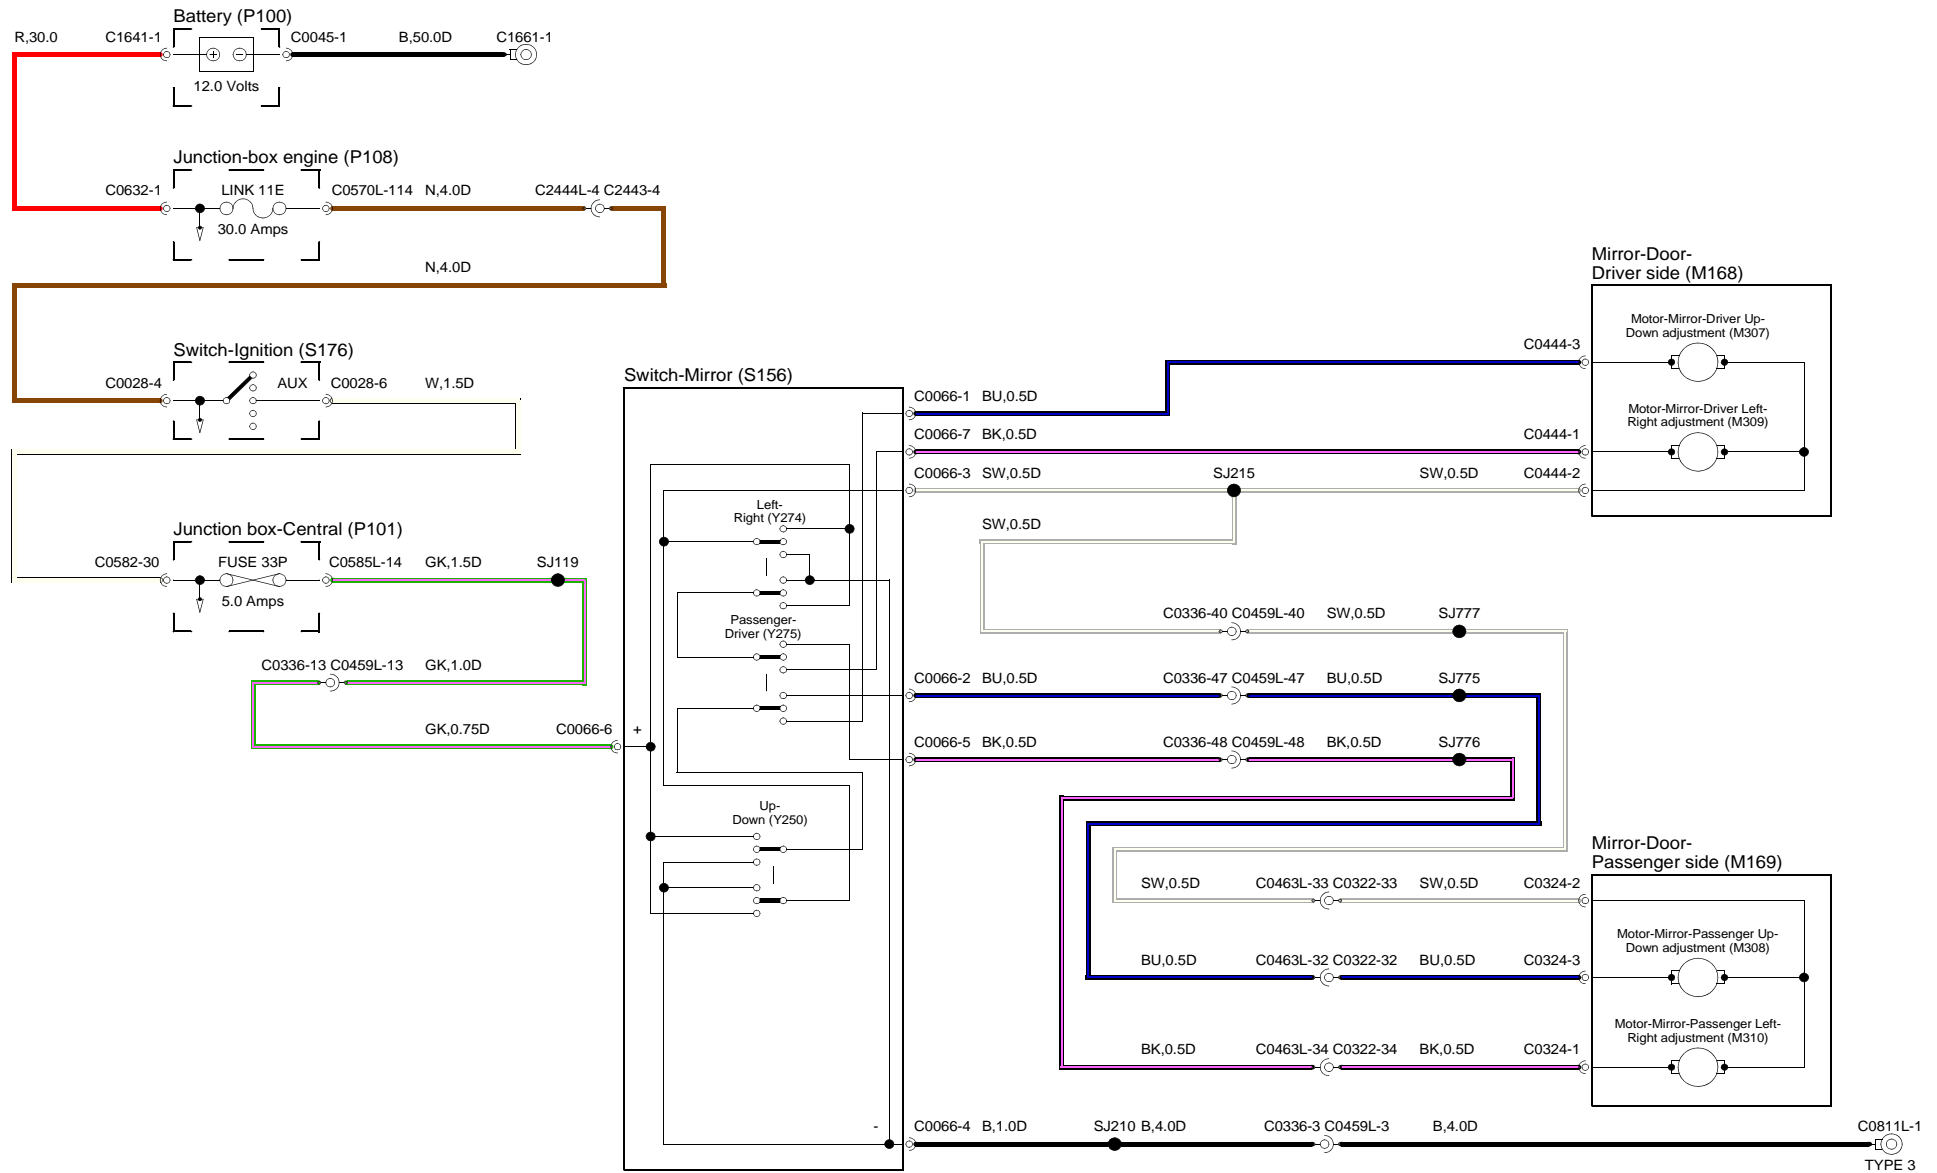 Battery (P100)
R,30.0 C1641-1 C0045-1 B,50.0D C1661-1
12.0 Volts
Junction-box engine (P108)
C0632-1 LINK 11E C0570L-114 N,4.0D C2444L-4 C2443-4
30.0 Amps
N,4.0D
Switch-Ignition (S176)
C0028-4 AUX C0028-6 W,1.5D
Junction box-Central (P101)
C0582-30 FUSE 33P C0585L-14 GK,1.5D SJ119
5.0 Amps
C0336-13 C0459L-13 GK,1.0D
GK,0.75D C0066-6
Switch-Mirror (S156)
+
Left-
Right (Y274)
Passenger-
Driver (Y275)
Up-
Down (Y250)
-
Mirror-Door-
Driver side (M168)
Motor-Mirror-Driver Up-
Down adjustment (M307)
C0444-3
C0066-1 BU,0.5D
Motor-Mirror-Driver Left-
Right adjustment (M309)
C0066-7 BK,0.5D C0444-1
C0066-3 SW,0.5D SJ215 SW,0.5D C0444-2
SW,0.5D
C0336-40 C0459L-40 SW,0.5D SJ777
C0066-2 BU,0.5D C0336-47 C0459L-47 BU,0.5D SJ775
C0066-5 BK,0.5D C0336-48 C0459L-48 BK,0.5D SJ776
Mirror-Door-
Passenger side (M169)
SW,0.5D C0463L-33 C0322-33 SW,0.5D C0324-2
Motor-Mirror-Passenger Up-
Down adjustment (M308)
BU,0.5D C0463L-32 C0322-32 BU,0.5D C0324-3
Motor-Mirror-Passenger Left-
Right adjustment (M310)
BK,0.5D C0463L-34 C0322-34 BK,0.5D C0324-1
C0066-4 B,1.0D SJ210 B,4.0D C0336-3 C0459L-3 B,4.0D C0811L-1
TYPE 3